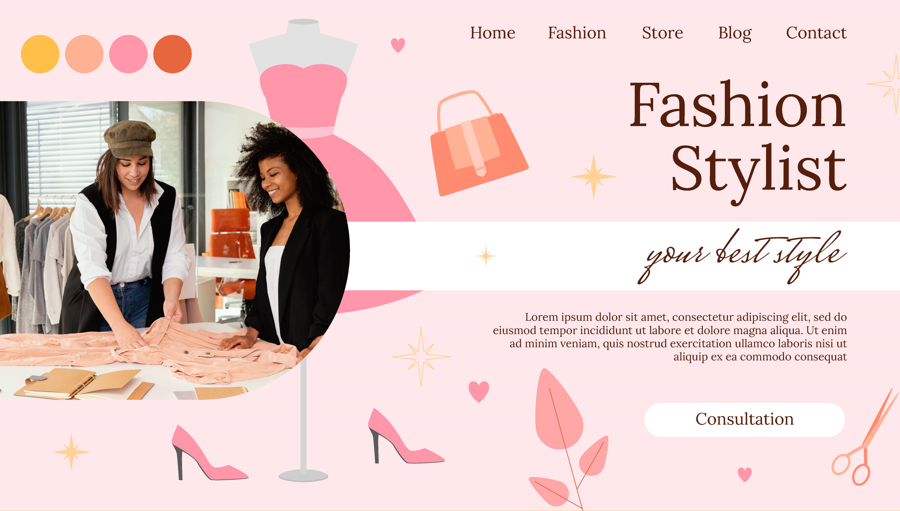 Home Fashion Store Blog Contact
Fashion
Stylist
your best style
Lorem ipsum dolor sit amet, consectetur adipiscing elit, sed do
eiusmod tempor incididunt ut labore et dolore magna aliqua. Ut enim
ad minim veniam, quis nostrud exercitation ullamco laboris nisi ut
aliquip ex ea commodo consequat
Consultation